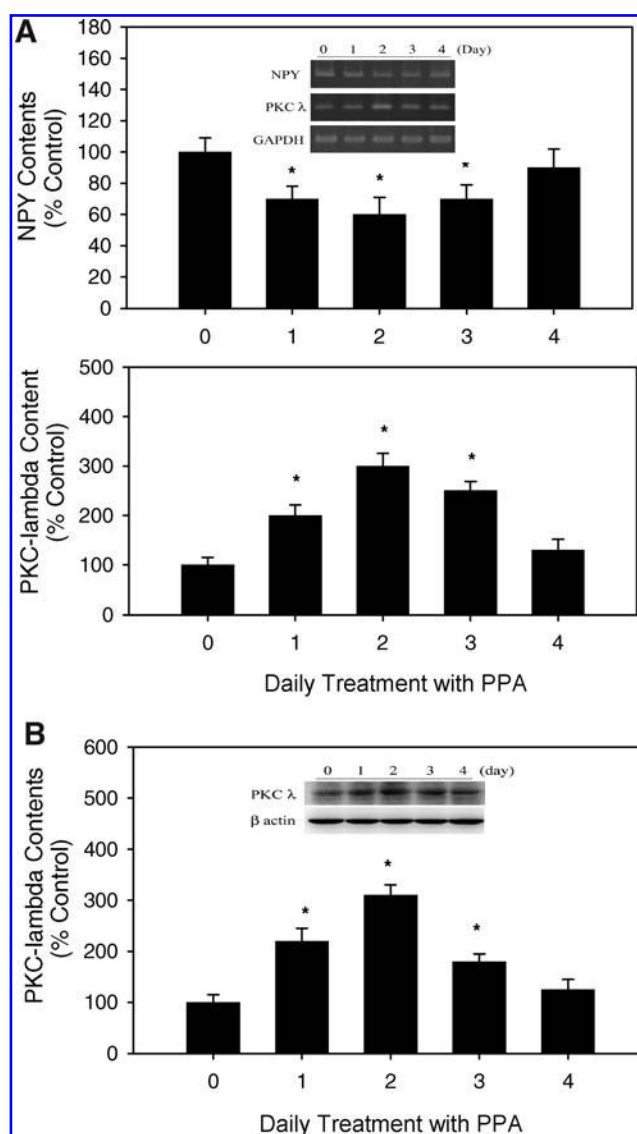 A
180
160
140
120
100
80
60
40
20
0
NPY Contents
(% Control)
0 1 2 3 4 (Day)
NPY
PKC λ
GAPDH
* * *
0 1 2 3 4
500
400
300
200
100
0
PKC-lambda Content
(% Control)
* * *
0 1 2 3 4
Daily Treatment with PPA
B
600
500
400
300
200
100
0
PKC-lambda Contents
(% Control)
0 1 2 3 4 (day)
PKC λ
β actin
* * *
0 1 2 3 4
Daily Treatment with PPA